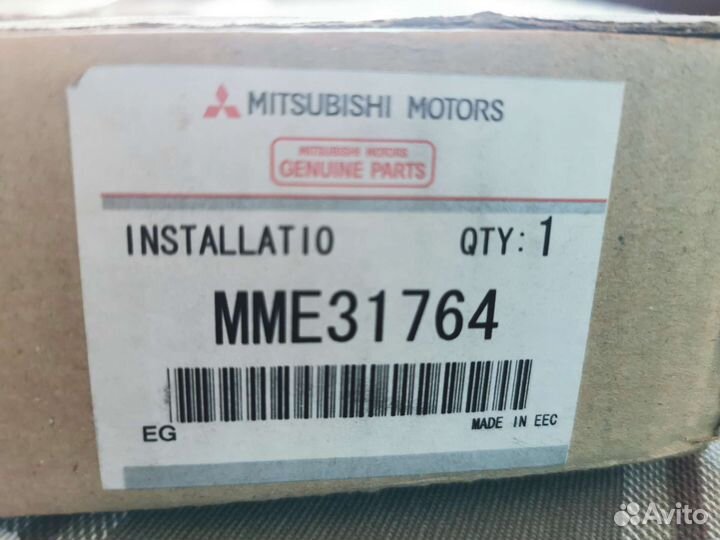 MITSUBISHI MOTORS
MITSUBISHI MOTORS
GENUINE PARTS
INSTALLATIO QTY: 1
MME31764
EG MADE IN EEC
Avito